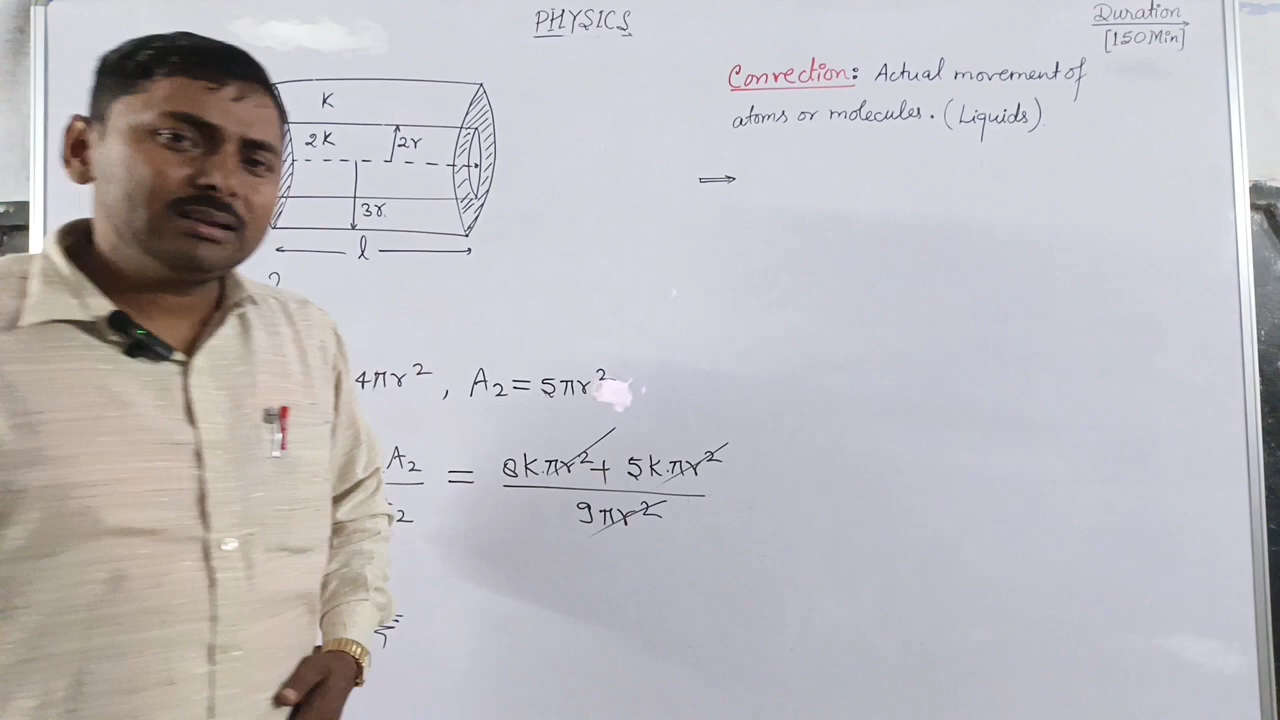 PHYSICS
Duration
[150 Min]
Convection: Actual movement of
atoms or molecules. (Liquids).
⇒
K
2K
2r
3r.
l
?
4πr², A₂ = 5πr²
A₂ = 8K.πr² + 5K.πr²
2 9πr²